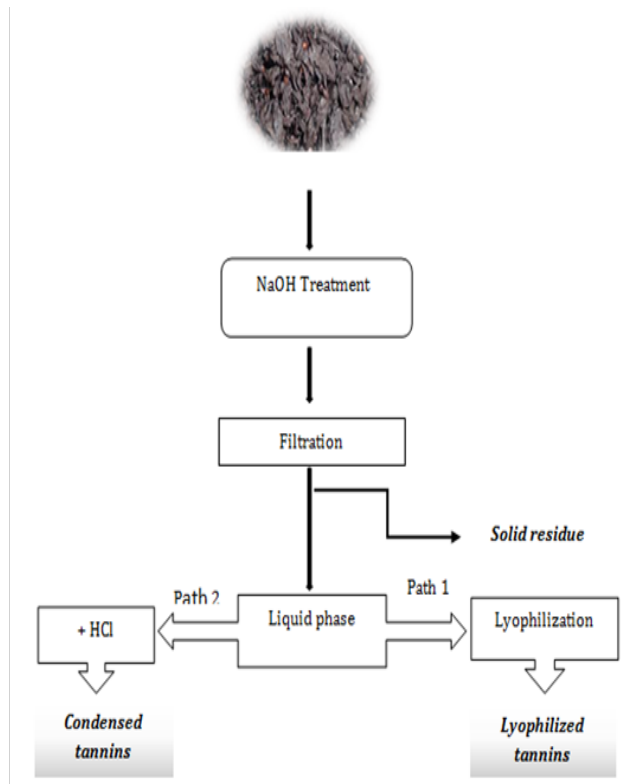 NaOH Treatment
Filtration
Solid residue
Path 2
Liquid phase
Path 1
+ HCl
Lyophilization
Condensed
tannins
Lyophilized
tannins